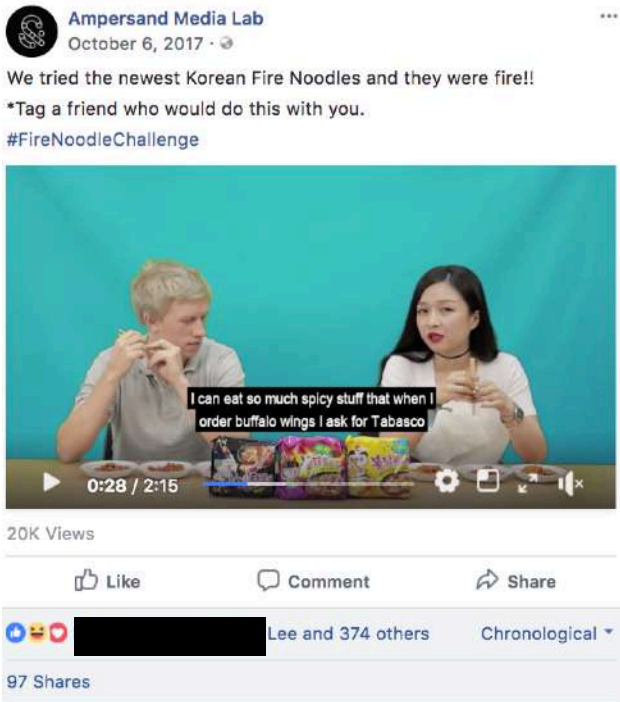 Ampersand Media Lab
October 6, 2017 ·
We tried the newest Korean Fire Noodles and they were fire!!
*Tag a friend who would do this with you.
#FireNoodleChallenge
I can eat so much spicy stuff that when I
order buffalo wings I ask for Tabasco
0:28 / 2:15
20K Views
Like Comment Share
Lee and 374 others Chronological
97 Shares